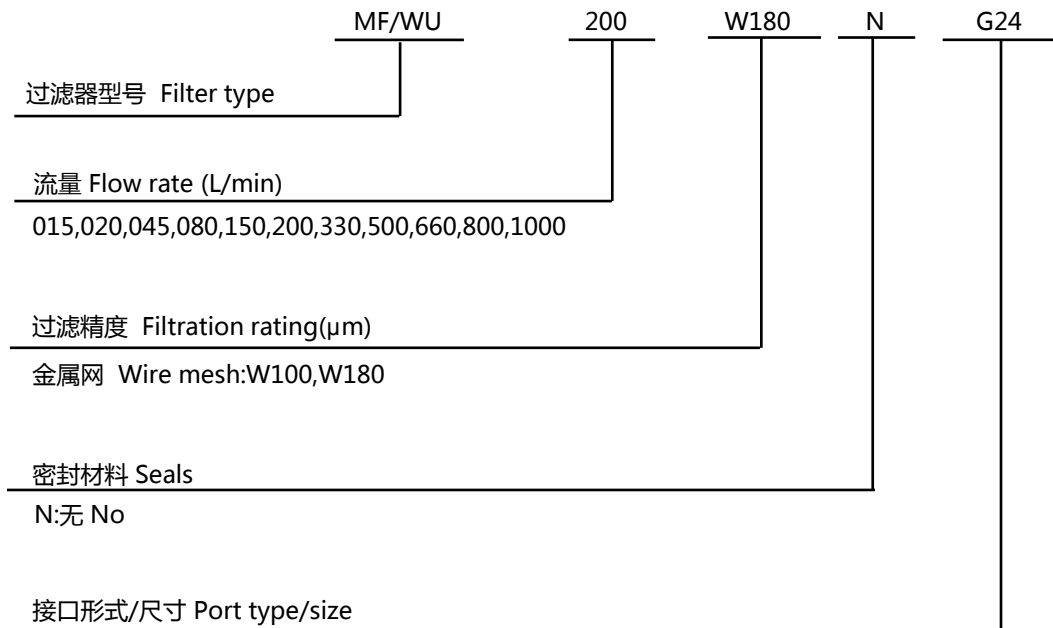 MF/WU 200 W180 N G24
过滤器型号 Filter type
流量 Flow rate (L/min)
015,020,045,080,150,200,330,500,660,800,1000
过滤精度 Filtration rating(μm)
金属网 Wire mesh:W100,W180
密封材料 Seals
N:无 No
接口形式/尺寸 Port type/size